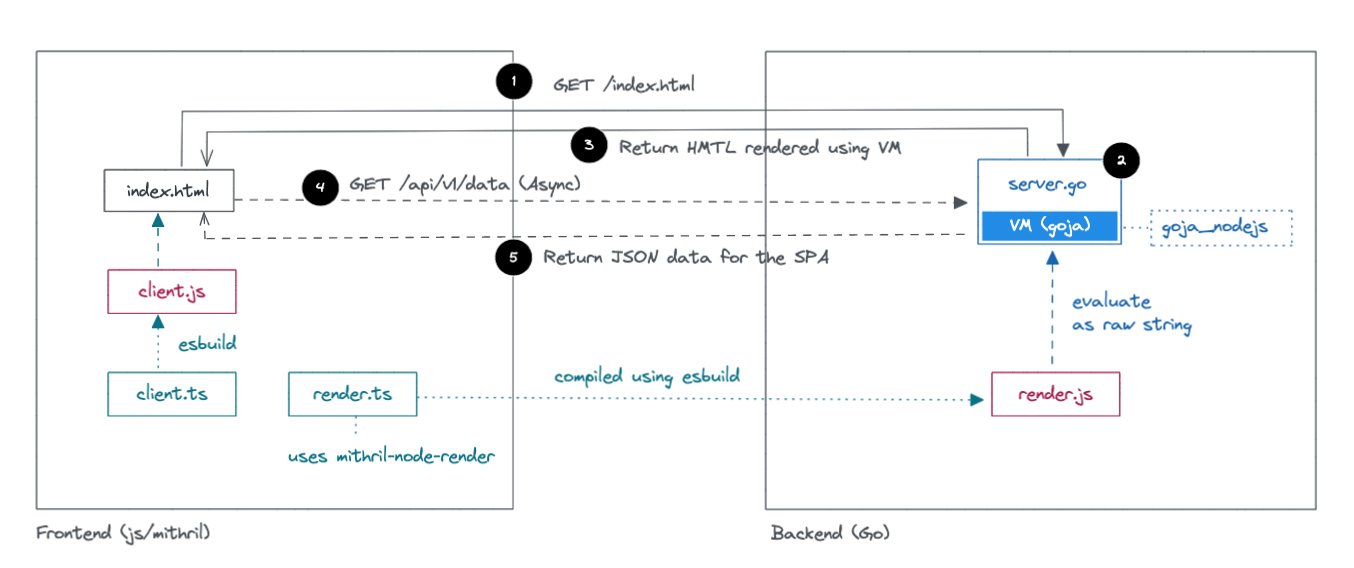 1
GET /index.html
3
Return HMTL rendered using VM
2
index.html
4
GET /api/v1/data (Async)
server.go
VM (goja)
goja_nodejs
5
Return JSON data for the SPA
client.js
evaluate
as raw string
esbuild
client.ts
render.ts
compiled using esbuild
render.js
uses mithril-node-render
Frontend (js/mithril)
Backend (Go)